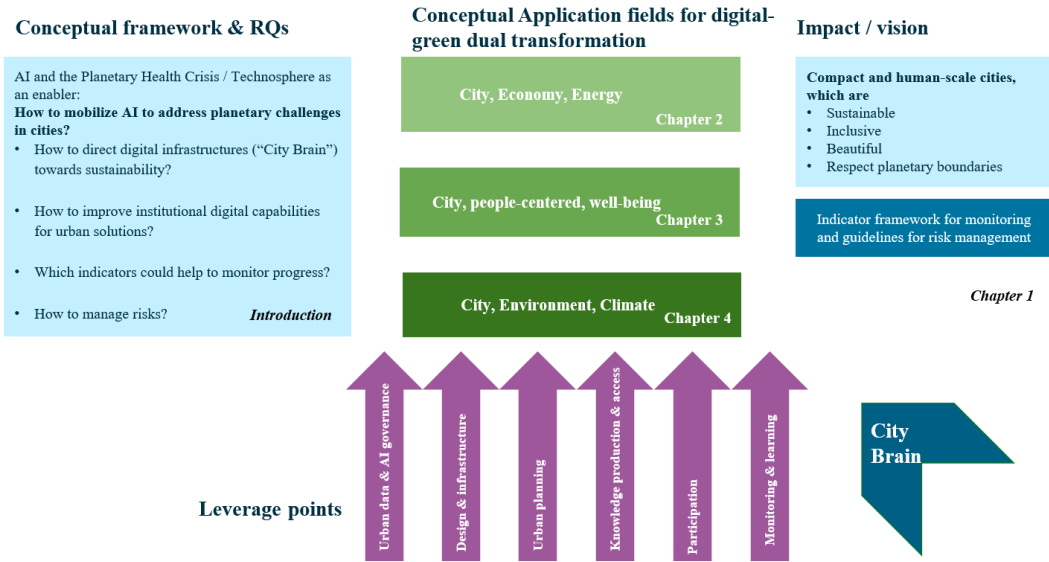 Conceptual framework & RQs
AI and the Planetary Health Crisis / Technosphere as
an enabler:
How to mobilize AI to address planetary challenges
in cities?
• How to direct digital infrastructures (“City Brain”)
towards sustainability?
• How to improve institutional digital capabilities
for urban solutions?
• Which indicators could help to monitor progress?
• How to manage risks?
Introduction
Conceptual Application fields for digital-
green dual transformation
City, Economy, Energy
Chapter 2
City, people-centered, well-being
Chapter 3
City, Environment, Climate
Chapter 4
Impact / vision
Compact and human-scale cities,
which are
• Sustainable
• Inclusive
• Beautiful
• Respect planetary boundaries
Indicator framework for monitoring
and guidelines for risk management
Chapter 1
Leverage points
Urban data & AI governance
Design & infrastructure
Urban planning
Knowledge production & access
Participation
Monitoring & learning
City
Brain